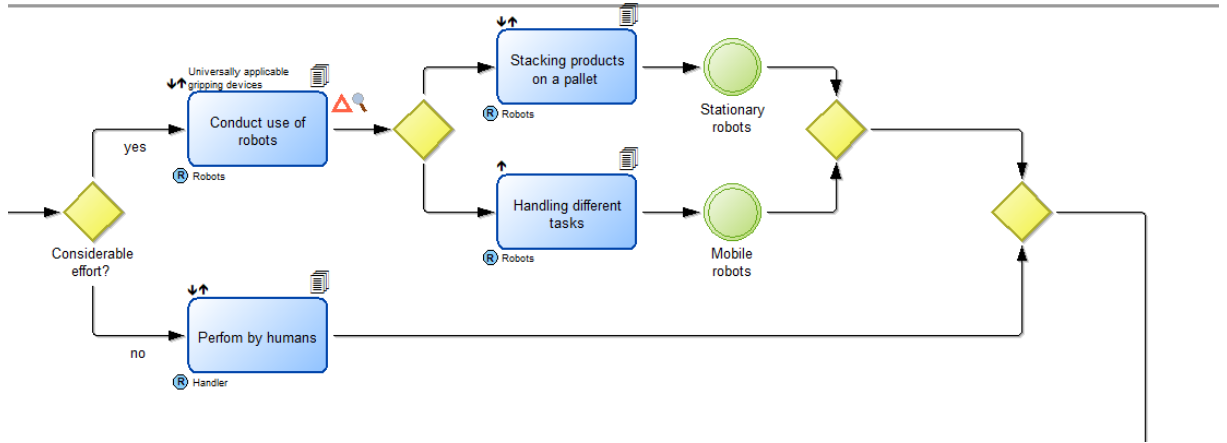 Universally applicable
gripping devices
Conduct use of
robots
R Robots
yes
Considerable
effort?
no
Perfom by humans
R Handler
Stacking products
on a pallet
R Robots
Stationary
robots
Handling different
tasks
R Robots
Mobile
robots